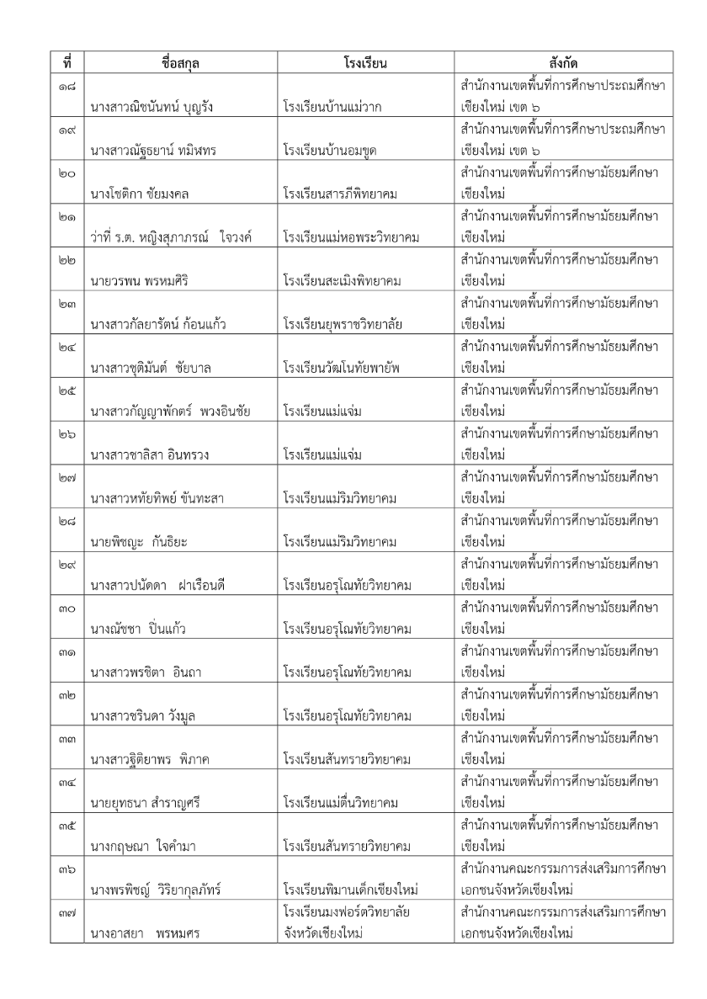 ที่ ชื่อสกุล โรงเรียน สังกัด
๑๘ สำนักงานเขตพื้นที่การศึกษาประถมศึกษา
นางสาวณิชนันทน์ บุญรัง โรงเรียนบ้านแม่วาก เชียงใหม่ เขต ๖
๑๙ สำนักงานเขตพื้นที่การศึกษาประถมศึกษา
นางสาวณัฐธยาน์ ทมิฬทร โรงเรียนบ้านอมขูด เชียงใหม่ เขต ๖
๒๐ สำนักงานเขตพื้นที่การศึกษามัธยมศึกษา
นางโชติกา ชัยมงคล โรงเรียนสารภีพิทยาคม เชียงใหม่
๒๑ สำนักงานเขตพื้นที่การศึกษามัธยมศึกษา
ว่าที่ ร.ต. หญิงสุภาภรณ์ ใจวงค์ โรงเรียนแม่หอพระวิทยาคม เชียงใหม่
๒๒ สำนักงานเขตพื้นที่การศึกษามัธยมศึกษา
นายวรพน พรหมศิริ โรงเรียนสะเมิงพิทยาคม เชียงใหม่
๒๓ สำนักงานเขตพื้นที่การศึกษามัธยมศึกษา
นางสาวกัลยารัตน์ ก้อนแก้ว โรงเรียนยุพราชวิทยาลัย เชียงใหม่
๒๔ สำนักงานเขตพื้นที่การศึกษามัธยมศึกษา
นางสาวชุติมันต์ ชัยบาล โรงเรียนวัฒโนทัยพายัพ เชียงใหม่
๒๕ สำนักงานเขตพื้นที่การศึกษามัธยมศึกษา
นางสาวกัญญาพักตร์ พวงอินชัย โรงเรียนแม่แจ่ม เชียงใหม่
๒๖ สำนักงานเขตพื้นที่การศึกษามัธยมศึกษา
นางสาวชาลิสา อินทรวง โรงเรียนแม่แจ่ม เชียงใหม่
๒๗ สำนักงานเขตพื้นที่การศึกษามัธยมศึกษา
นางสาวหทัยทิพย์ ขันทะสา โรงเรียนแม่ริมวิทยาคม เชียงใหม่
๒๘ สำนักงานเขตพื้นที่การศึกษามัธยมศึกษา
นายพิชญะ กันธิยะ โรงเรียนแม่ริมวิทยาคม เชียงใหม่
๒๙ สำนักงานเขตพื้นที่การศึกษามัธยมศึกษา
นางสาวปนัดดา ฝาเรือนดี โรงเรียนอรุโณทัยวิทยาคม เชียงใหม่
๓๐ สำนักงานเขตพื้นที่การศึกษามัธยมศึกษา
นางณัชชา ปิ่นแก้ว โรงเรียนอรุโณทัยวิทยาคม เชียงใหม่
๓๑ สำนักงานเขตพื้นที่การศึกษามัธยมศึกษา
นางสาวพรชิตา อินถา โรงเรียนอรุโณทัยวิทยาคม เชียงใหม่
๓๒ สำนักงานเขตพื้นที่การศึกษามัธยมศึกษา
นางสาวชรินดา วังมูล โรงเรียนอรุโณทัยวิทยาคม เชียงใหม่
๓๓ สำนักงานเขตพื้นที่การศึกษามัธยมศึกษา
นางสาวฐิติยาพร พิภาค โรงเรียนสันทรายวิทยาคม เชียงใหม่
๓๔ สำนักงานเขตพื้นที่การศึกษามัธยมศึกษา
นายยุทธนา สำราญศรี โรงเรียนแม่ตื่นวิทยาคม เชียงใหม่
๓๕ สำนักงานเขตพื้นที่การศึกษามัธยมศึกษา
นางกฤษณา ใจคำมา โรงเรียนสันทรายวิทยาคม เชียงใหม่
๓๖ สำนักงานคณะกรรมการส่งเสริมการศึกษา
นางพรพิชญ์ วิริยากุลภัทร์ โรงเรียนพิมานเด็กเชียงใหม่ เอกชนจังหวัดเชียงใหม่
๓๗ โรงเรียนมงฟอร์ตวิทยาลัย สำนักงานคณะกรรมการส่งเสริมการศึกษา
นางอาสยา พรหมศร จังหวัดเชียงใหม่ เอกชนจังหวัดเชียงใหม่